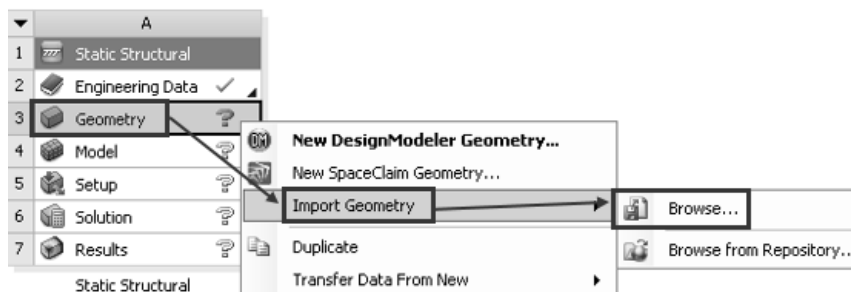 A
1 Static Structural
2 Engineering Data
3 Geometry
4 Model
5 Setup
6 Solution
7 Results
Static Structural
DM New DesignModeler Geometry...
New SpaceClaim Geometry...
Import Geometry
Duplicate
Transfer Data From New
Browse...
Browse from Repository..